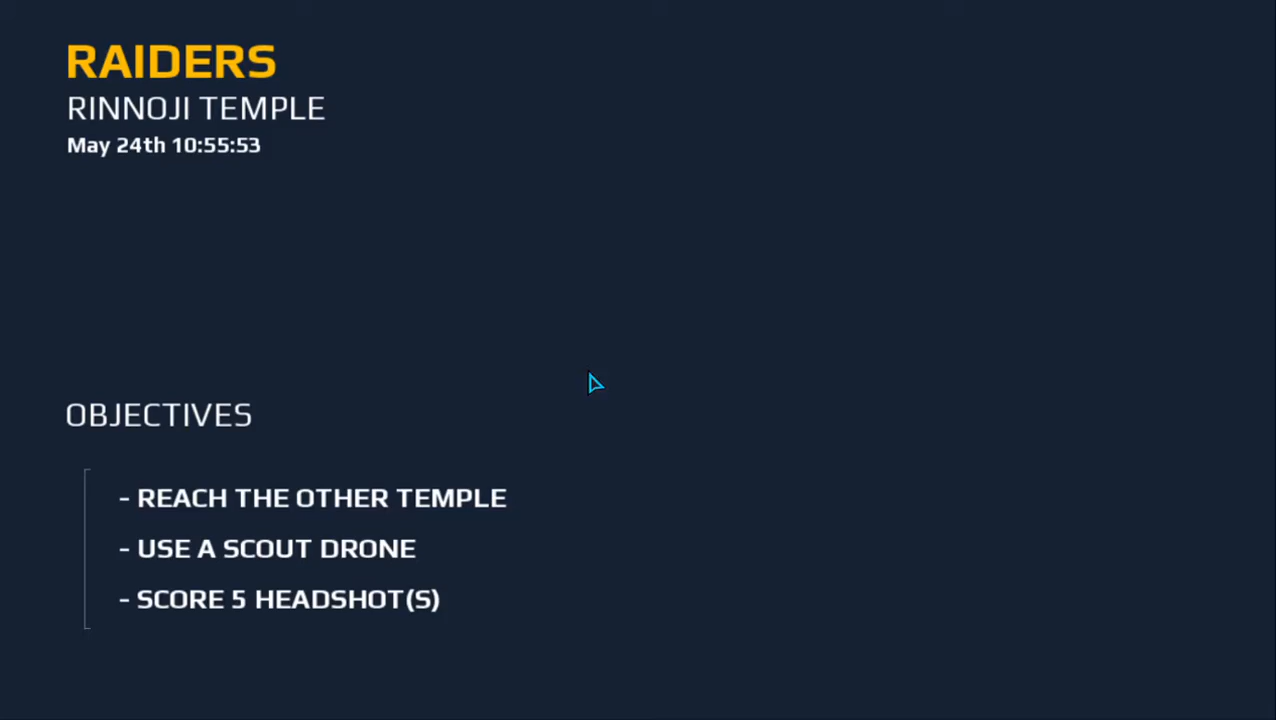 RAIDERS
RINNOJI TEMPLE
May 24th 10:55:53
OBJECTIVES
- REACH THE OTHER TEMPLE
- USE A SCOUT DRONE
- SCORE 5 HEADSHOT(S)